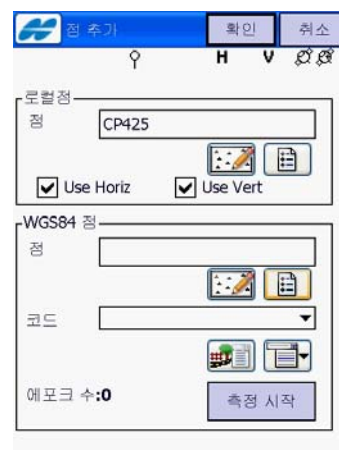 점 추가 확인 취소
H V
로컬점
점 CP425
Use Horiz Use Vert
WGS84 점
점
코드
에포크 수:0 측정 시작